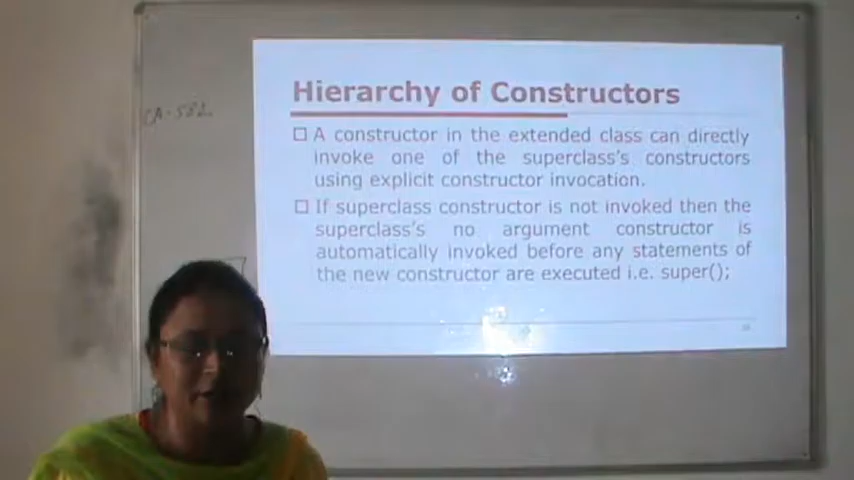 Hierarchy of Constructors
CA-582
A constructor in the extended class can directly
invoke one of the superclass's constructors
using explicit constructor invocation.
If superclass constructor is not invoked then the
superclass's no argument constructor is
automatically invoked before any statements of
the new constructor are executed i.e. super();